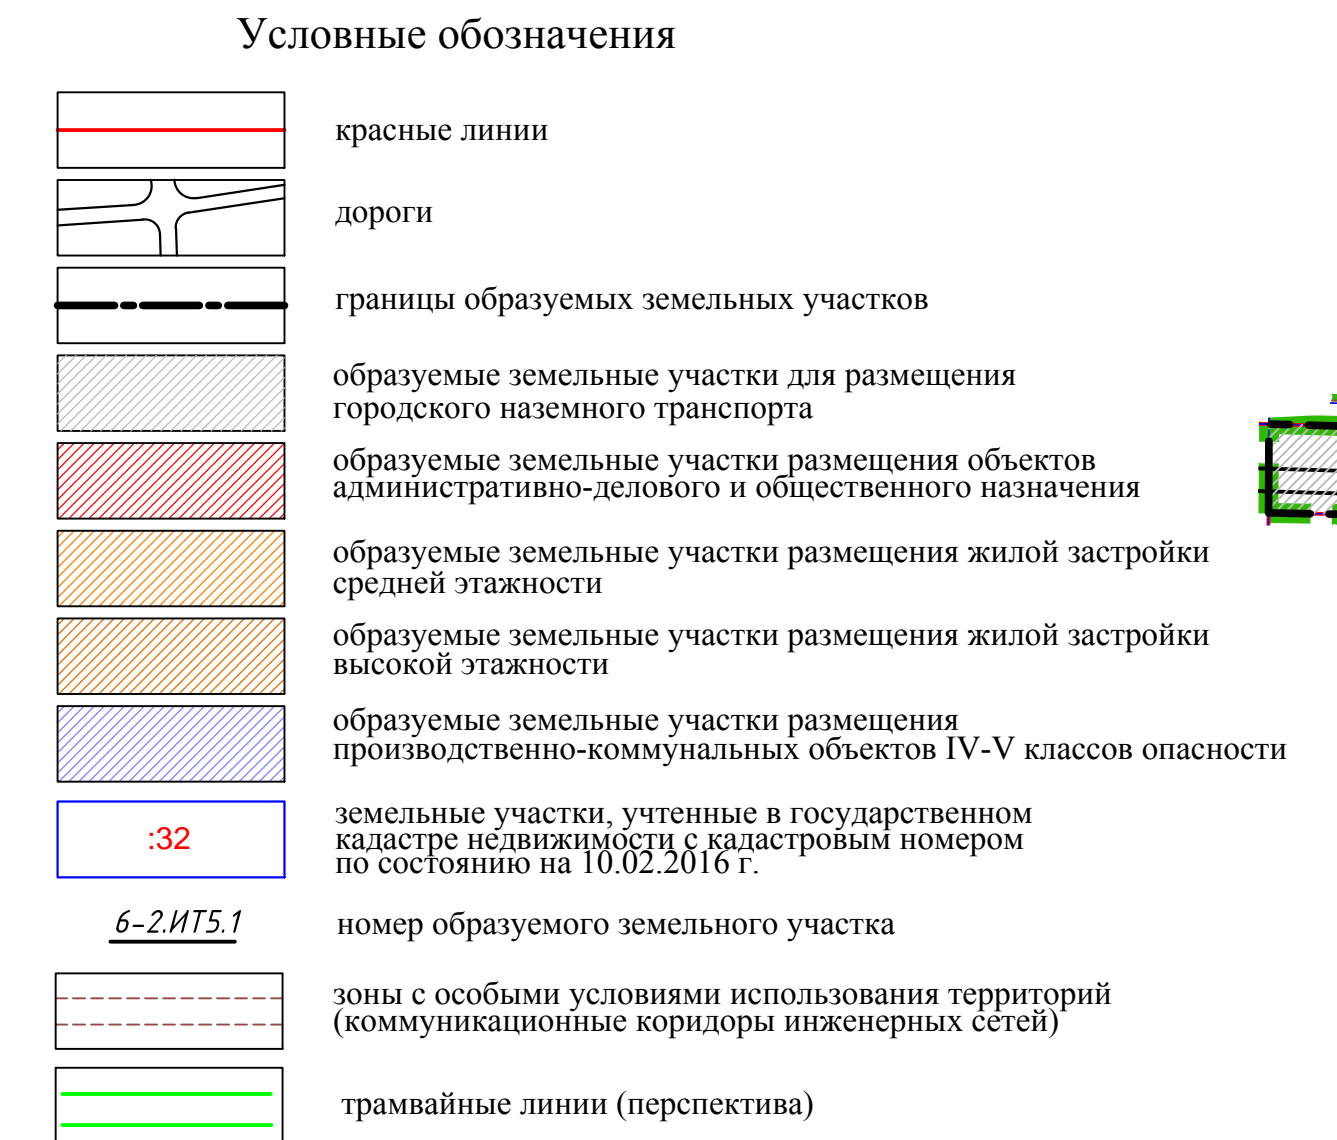 Условные обозначения
красные линии
дороги
границы образуемых земельных участков
образуемые земельные участки для размещения
городского наземного транспорта
образуемые земельные участки размещения объектов
административно-делового и общественного назначения
образуемые земельные участки размещения жилой застройки
средней этажности
образуемые земельные участки размещения жилой застройки
высокой этажности
образуемые земельные участки размещения
производственно-коммунальных объектов IV-V классов опасности
:32
земельные участки, учтенные в государственном
кадастре недвижимости с кадастровым номером
по состоянию на 10.02.2016 г.
6-2.ИТ5.1
номер образуемого земельного участка
зоны с особыми условиями использования территорий
(коммуникационные коридоры инженерных сетей)
трамвайные линии (перспектива)